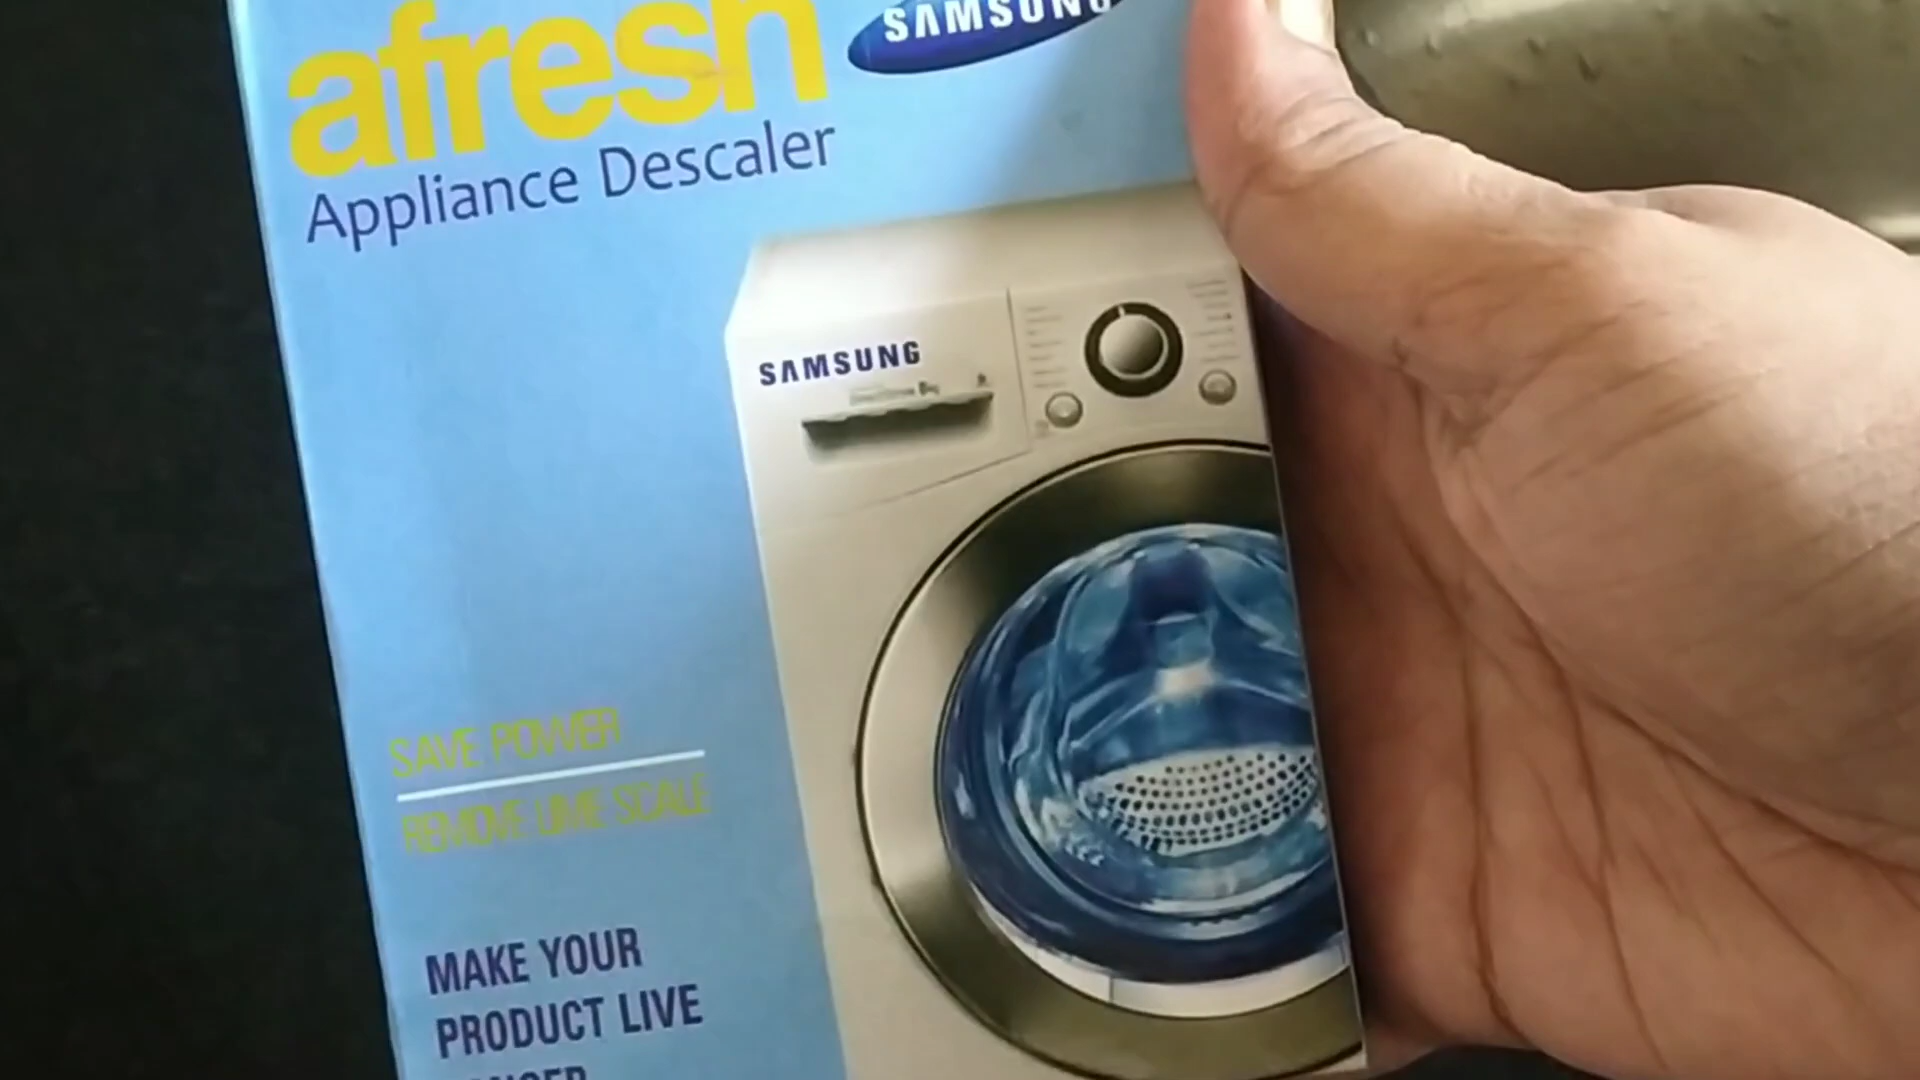 afresh
SAMSUNG
Appliance Descaler
SAMSUNG
SAVE POWER
REMOVE LIME SCALE
MAKE YOUR
PRODUCT LIVE